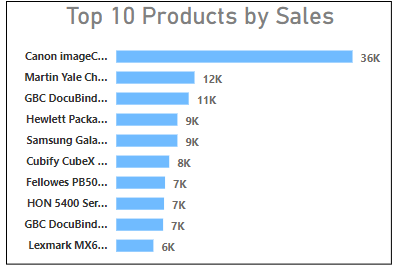 Top 10 Products by Sales
Canon imageC... 36K
Martin Yale Ch... 12K
GBC DocuBind... 11K
Hewlett Packa... 9K
Samsung Gala... 9K
Cubify CubeX ... 8K
Fellowes PB50... 7K
HON 5400 Ser... 7K
GBC DocuBind... 7K
Lexmark MX6... 6K